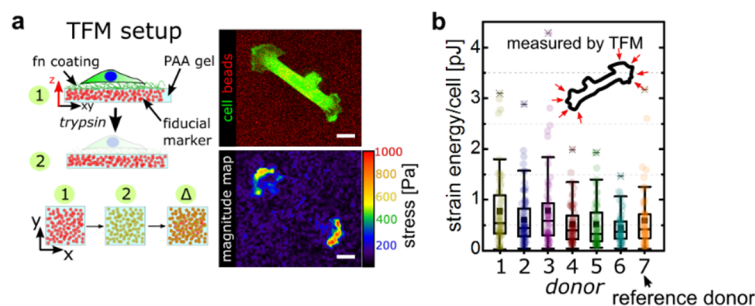 a
TFM setup
fn coating
PAA gel
z
xy
1
trypsin
fiducial
marker
2
1
2
Δ
y
x
cell beads
magnitude map
1000
800
600
400
200
stress [Pa]
b
measured by TFM
strain energy/cell [pJ]
4
3
2
1
0
1 2 3 4 5 6 7
donor
reference donor